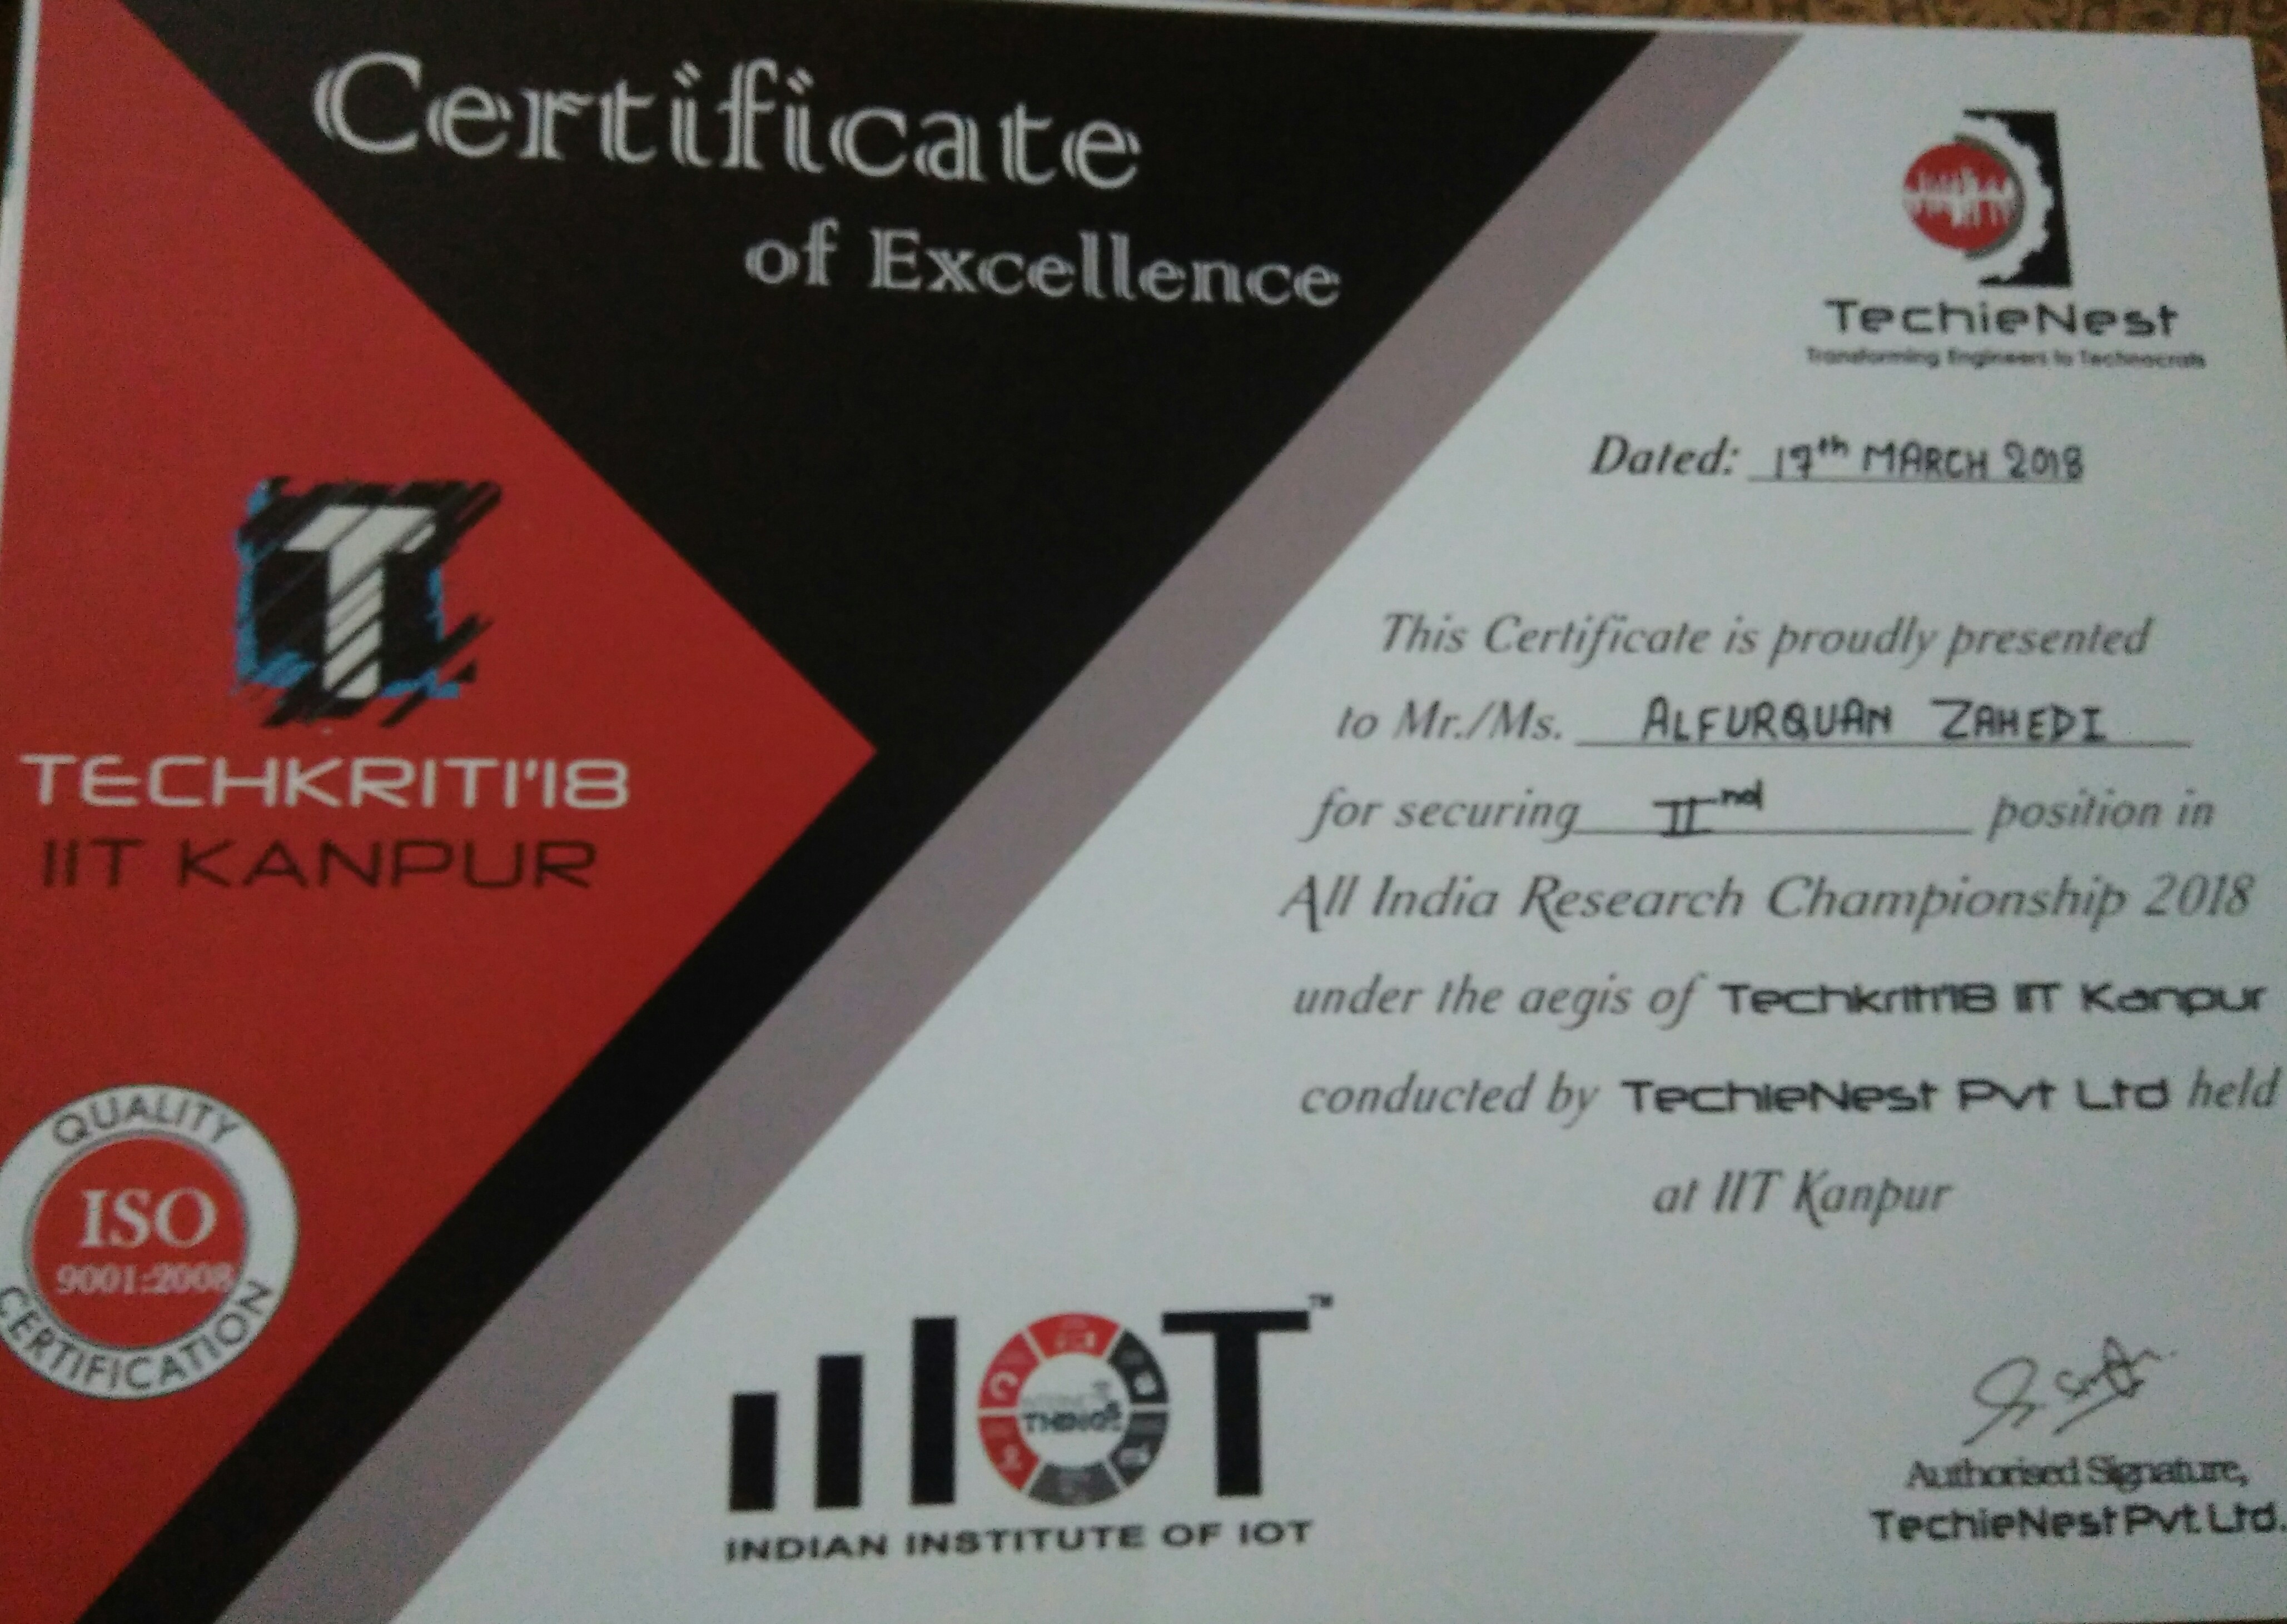 Certificate
of Excellence
TechieNest
Transforming Engineers to Technocrats
Dated: 17th MARCH 2018
This Certificate is proudly presented
to Mr./Ms. ALFURQUAN ZAHEDI
for securing IInd position in
All India Research Championship 2018
under the aegis of Techkriti'18 IIT Kanpur
conducted by TechieNest Pvt Ltd held
at IIT Kanpur
T
TECHKRITI'18
IIT KANPUR
QUALITY
ISO
9001:2008
CERTIFICATION
IIIOT™
THINGS
INDIAN INSTITUTE OF IOT
Authorised Signature,
TechieNest Pvt. Ltd.